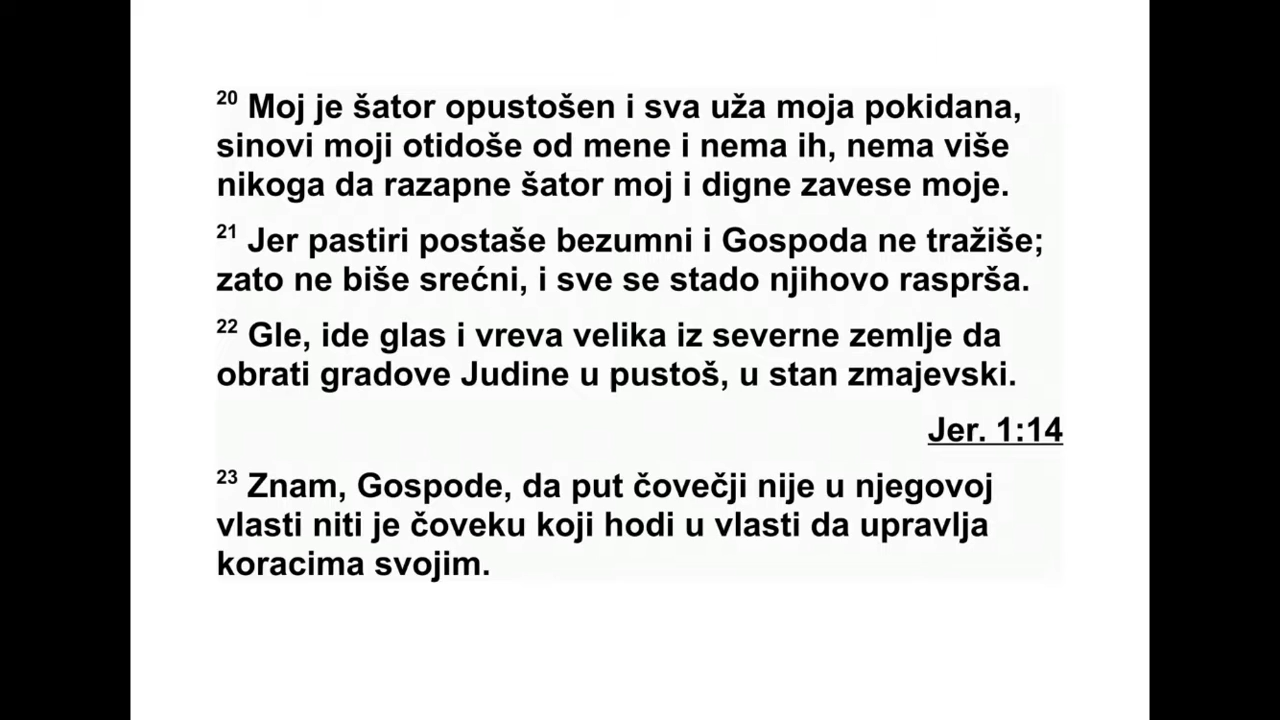 20 Moj je šator opustošen i sva uža moja pokidana,
sinovi moji otidoše od mene i nema ih, nema više
nikoga da razapne šator moj i digne zavese moje.
21 Jer pastiri postaše bezumni i Gospoda ne tražiše;
zato ne biše srećni, i sve se stado njihovo rasprša.
22 Gle, ide glas i vreva velika iz severne zemlje da
obrati gradove Judine u pustoš, u stan zmajevski.
Jer. 1:14
23 Znam, Gospode, da put čovečji nije u njegovoj
vlasti niti je čoveku koji hodi u vlasti da upravlja
koracima svojim.